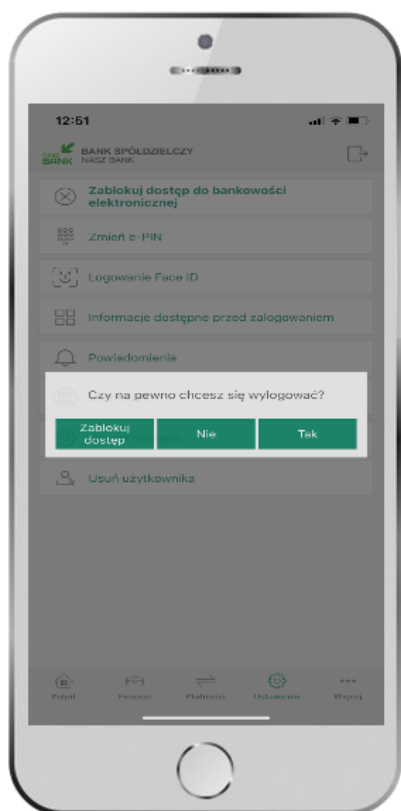 12:51
NASZ
BANK
BANK SPÓŁDZIELCZY
NASZ BANK
Zablokuj dostęp do bankowości
elektronicznej
Zmień e-PIN
Logowanie Face ID
Informacje dostępne przed zalogowaniem
Powiadomienia
Czy na pewno chcesz się wylogować?
Zablokuj
dostęp
Nie
Tak
Usuń użytkownika
Pulpit
Finanse
Płatności
Ustawienia
Więcej